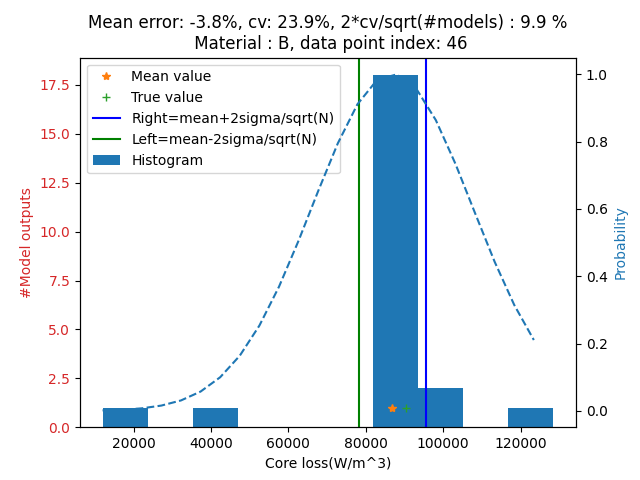 Mean error: -3.8%, cv: 23.9%, 2*cv/sqrt(#models) : 9.9 %
Material : B, data point index: 46
Mean value
True value
Right=mean+2sigma/sqrt(N)
Left=mean-2sigma/sqrt(N)
Histogram
#Model outputs
17.5
15.0
12.5
10.0
7.5
5.0
2.5
0.0
1.0
0.8
0.6
0.4
0.2
0.0
Probability
20000 40000 60000 80000 100000 120000
Core loss(W/m^3)